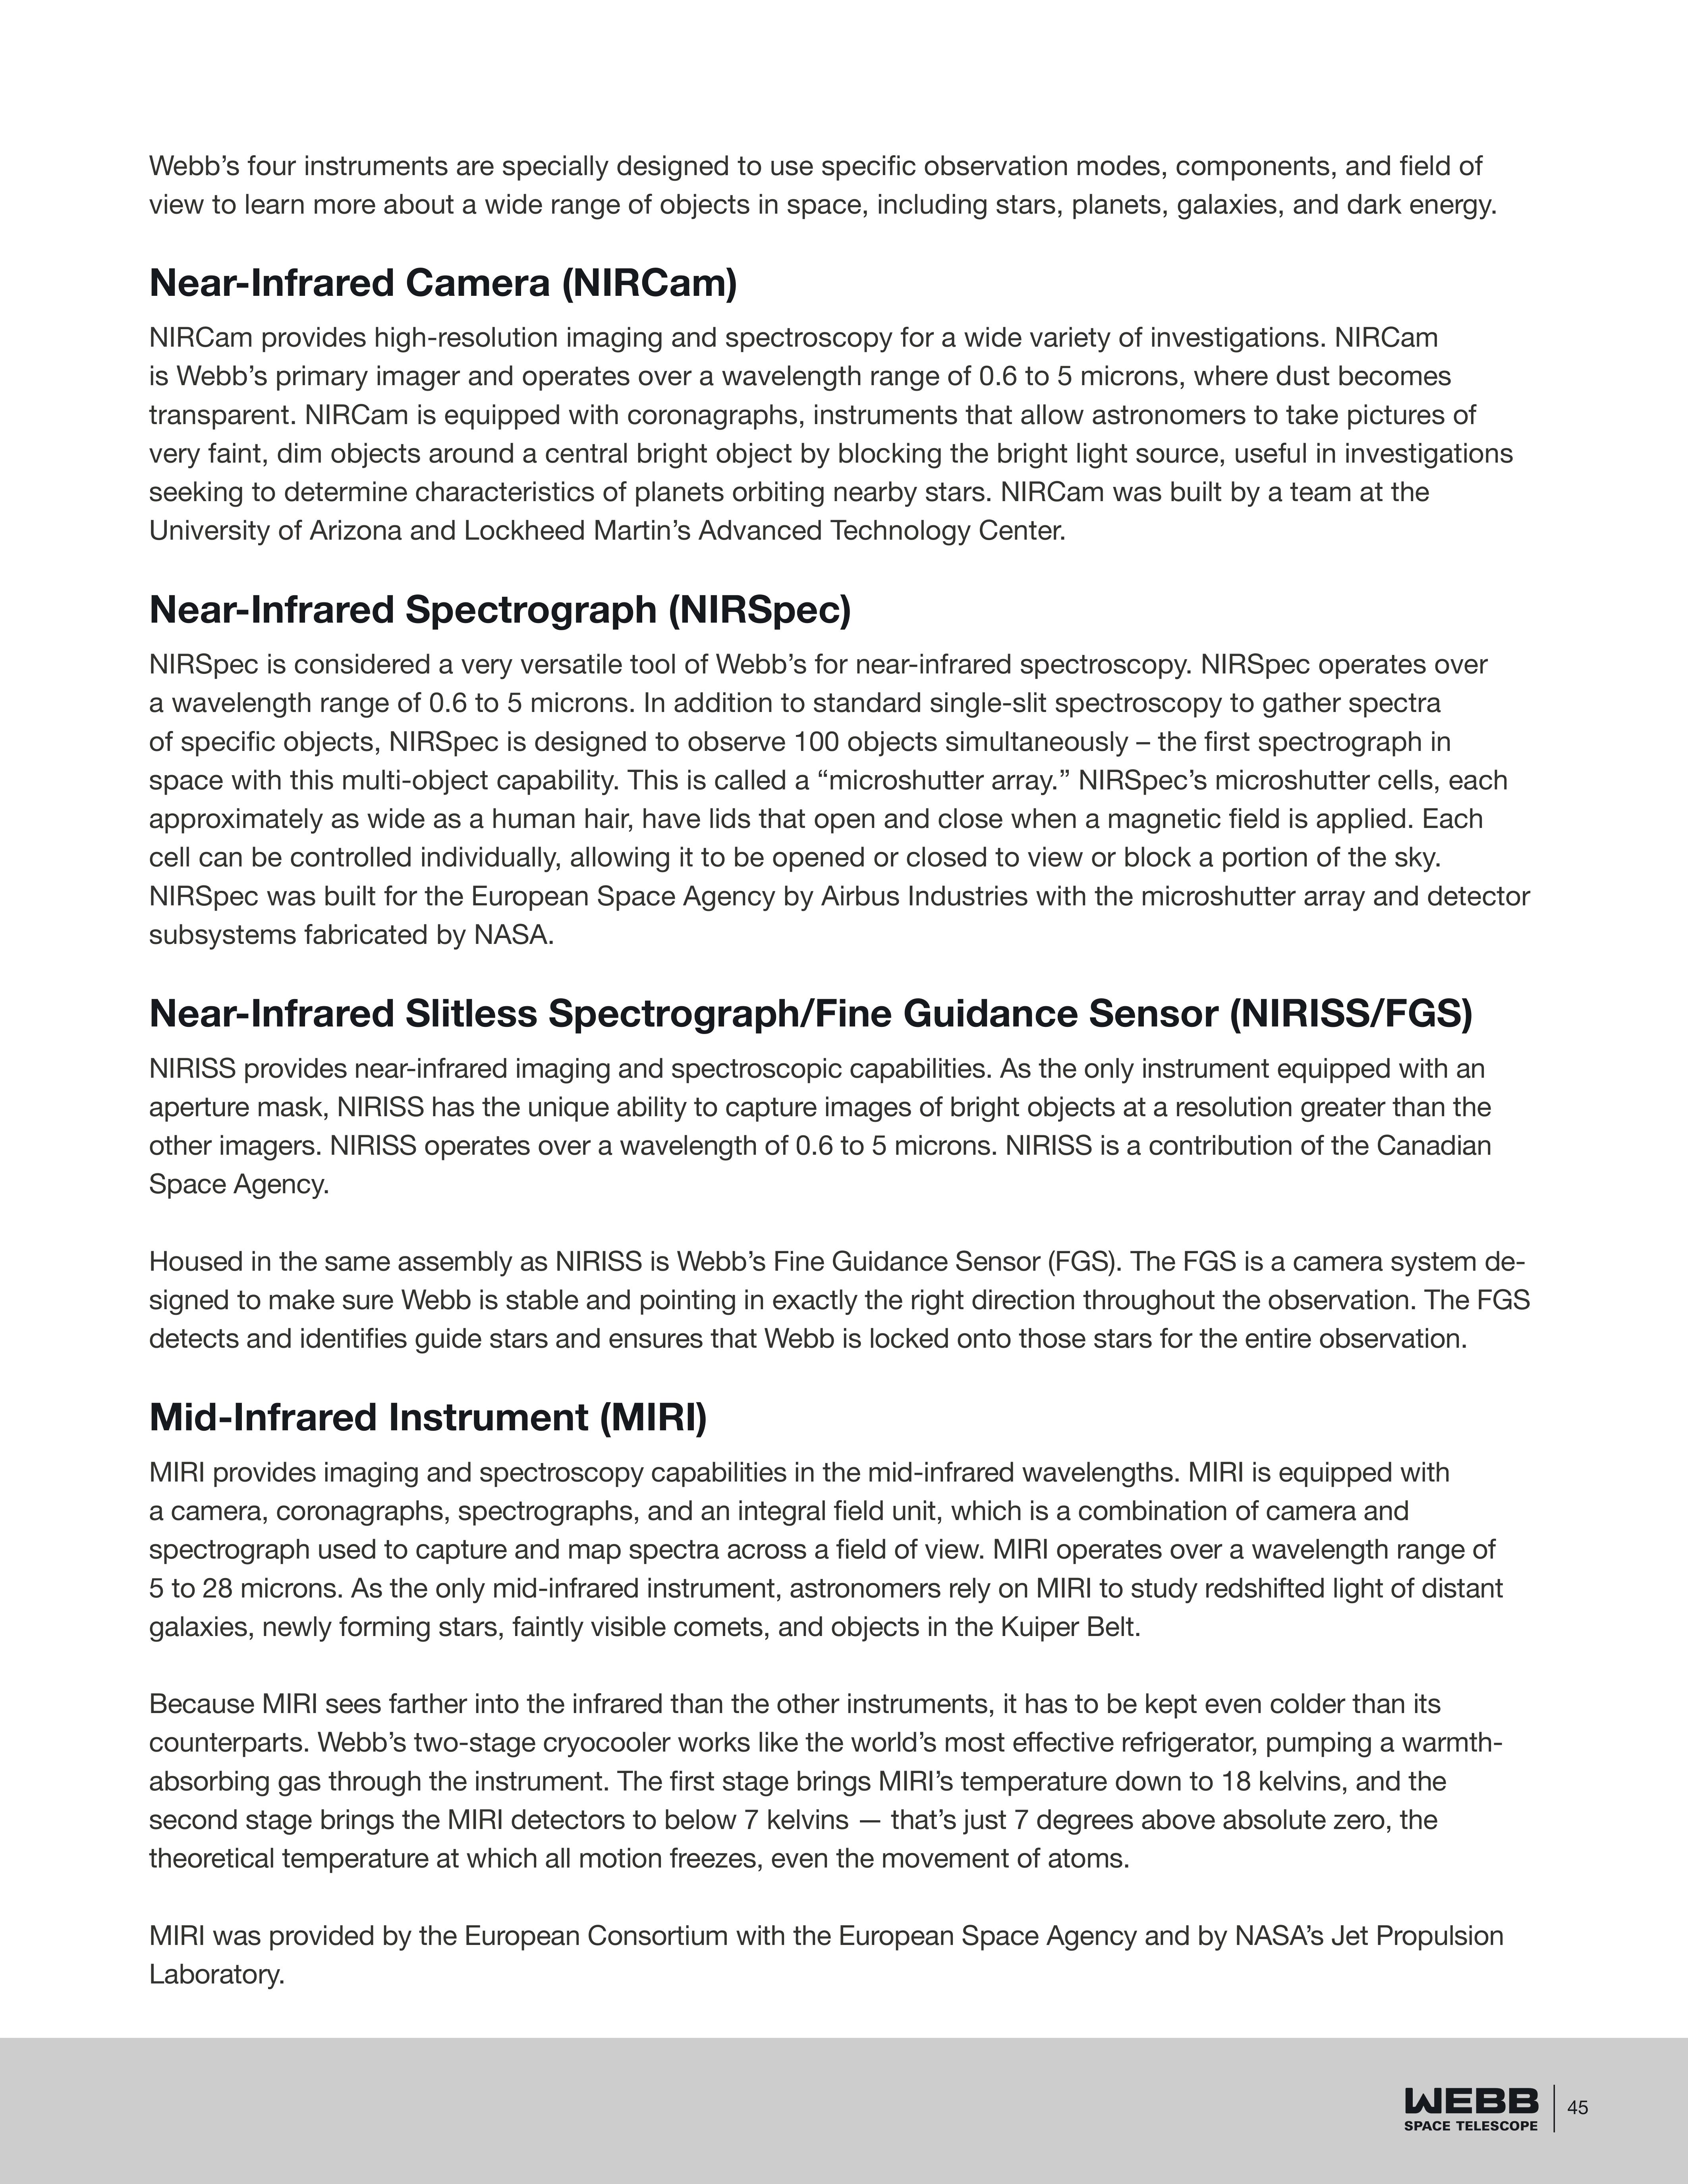 Webb’s four instruments are specially designed to use specific observation modes, components, and field of
view to learn more about a wide range of objects in space, including stars, planets, galaxies, and dark energy.
Near-Infrared Camera (NIRCam)
NIRCam provides high-resolution imaging and spectroscopy for a wide variety of investigations. NIRCam
is Webb’s primary imager and operates over a wavelength range of 0.6 to 5 microns, where dust becomes
transparent. NIRCam is equipped with coronagraphs, instruments that allow astronomers to take pictures of
very faint, dim objects around a central bright object by blocking the bright light source, useful in investigations
seeking to determine characteristics of planets orbiting nearby stars. NIRCam was built by a team at the
University of Arizona and Lockheed Martin’s Advanced Technology Center.
Near-Infrared Spectrograph (NIRSpec)
NIRSpec is considered a very versatile tool of Webb’s for near-infrared spectroscopy. NIRSpec operates over
a wavelength range of 0.6 to 5 microns. In addition to standard single-slit spectroscopy to gather spectra
of specific objects, NIRSpec is designed to observe 100 objects simultaneously – the first spectrograph in
space with this multi-object capability. This is called a “microshutter array.” NIRSpec’s microshutter cells, each
approximately as wide as a human hair, have lids that open and close when a magnetic field is applied. Each
cell can be controlled individually, allowing it to be opened or closed to view or block a portion of the sky.
NIRSpec was built for the European Space Agency by Airbus Industries with the microshutter array and detector
subsystems fabricated by NASA.
Near-Infrared Slitless Spectrograph/Fine Guidance Sensor (NIRISS/FGS)
NIRISS provides near-infrared imaging and spectroscopic capabilities. As the only instrument equipped with an
aperture mask, NIRISS has the unique ability to capture images of bright objects at a resolution greater than the
other imagers. NIRISS operates over a wavelength of 0.6 to 5 microns. NIRISS is a contribution of the Canadian
Space Agency.
Housed in the same assembly as NIRISS is Webb’s Fine Guidance Sensor (FGS). The FGS is a camera system de-
signed to make sure Webb is stable and pointing in exactly the right direction throughout the observation. The FGS
detects and identifies guide stars and ensures that Webb is locked onto those stars for the entire observation.
Mid-Infrared Instrument (MIRI)
MIRI provides imaging and spectroscopy capabilities in the mid-infrared wavelengths. MIRI is equipped with
a camera, coronagraphs, spectrographs, and an integral field unit, which is a combination of camera and
spectrograph used to capture and map spectra across a field of view. MIRI operates over a wavelength range of
5 to 28 microns. As the only mid-infrared instrument, astronomers rely on MIRI to study redshifted light of distant
galaxies, newly forming stars, faintly visible comets, and objects in the Kuiper Belt.
Because MIRI sees farther into the infrared than the other instruments, it has to be kept even colder than its
counterparts. Webb’s two-stage cryocooler works like the world’s most effective refrigerator, pumping a warmth-
absorbing gas through the instrument. The first stage brings MIRI’s temperature down to 18 kelvins, and the
second stage brings the MIRI detectors to below 7 kelvins — that’s just 7 degrees above absolute zero, the
theoretical temperature at which all motion freezes, even the movement of atoms.
MIRI was provided by the European Consortium with the European Space Agency and by NASA’s Jet Propulsion
Laboratory.
WEBB
SPACE TELESCOPE
45